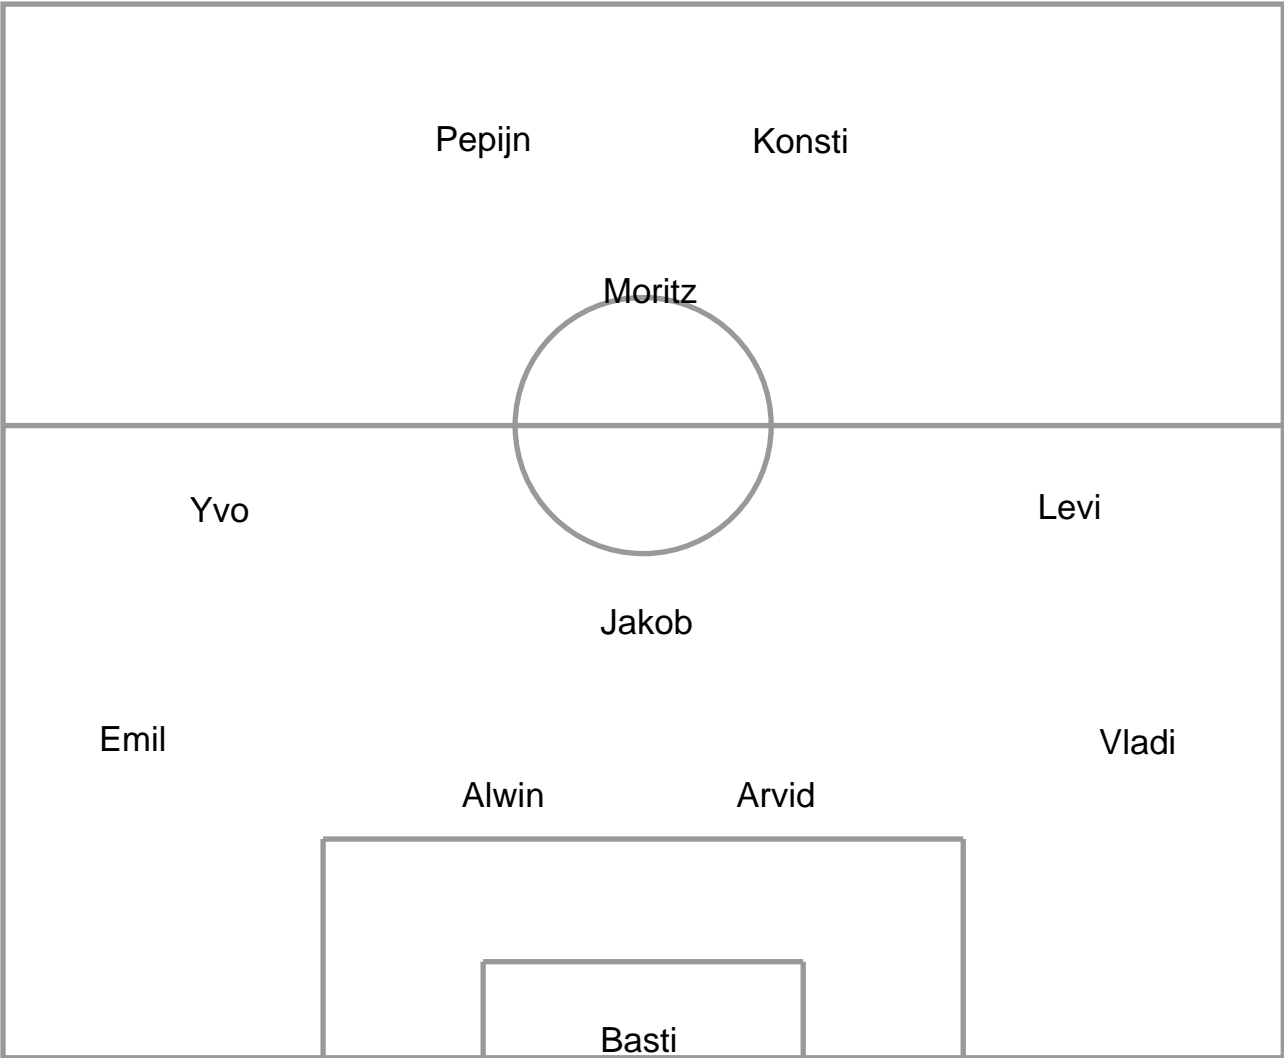 Pepijn
Konsti
Moritz
Yvo
Levi
Jakob
Emil
Vladi
Alwin
Arvid
Basti